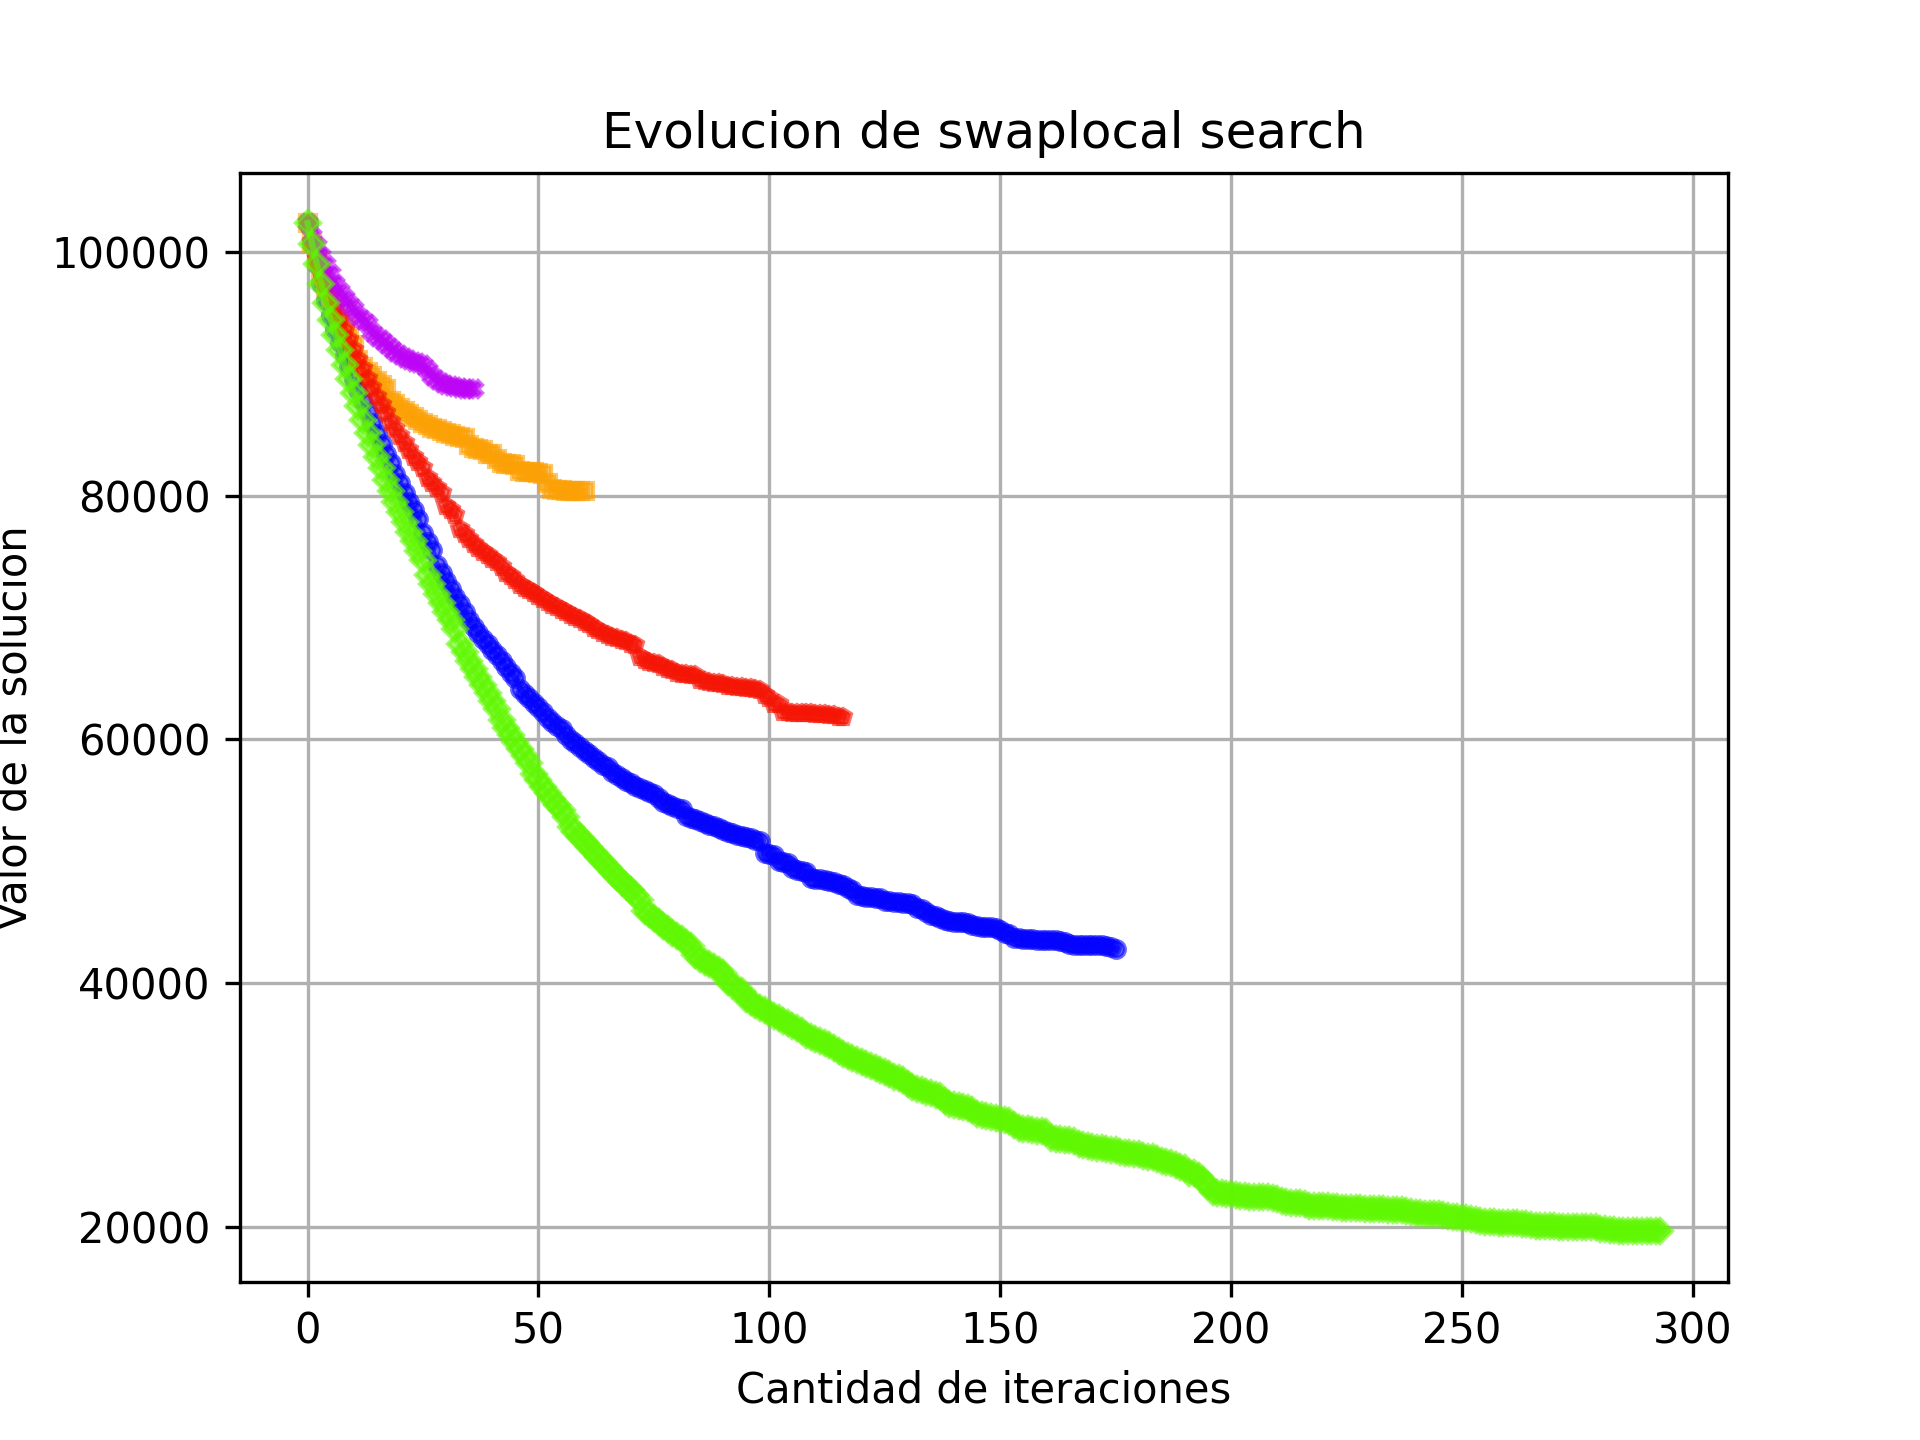 Evolucion de swaplocal search
100000
80000
60000
40000
20000
Valor de la solucion
0 50 100 150 200 250 300
Cantidad de iteraciones